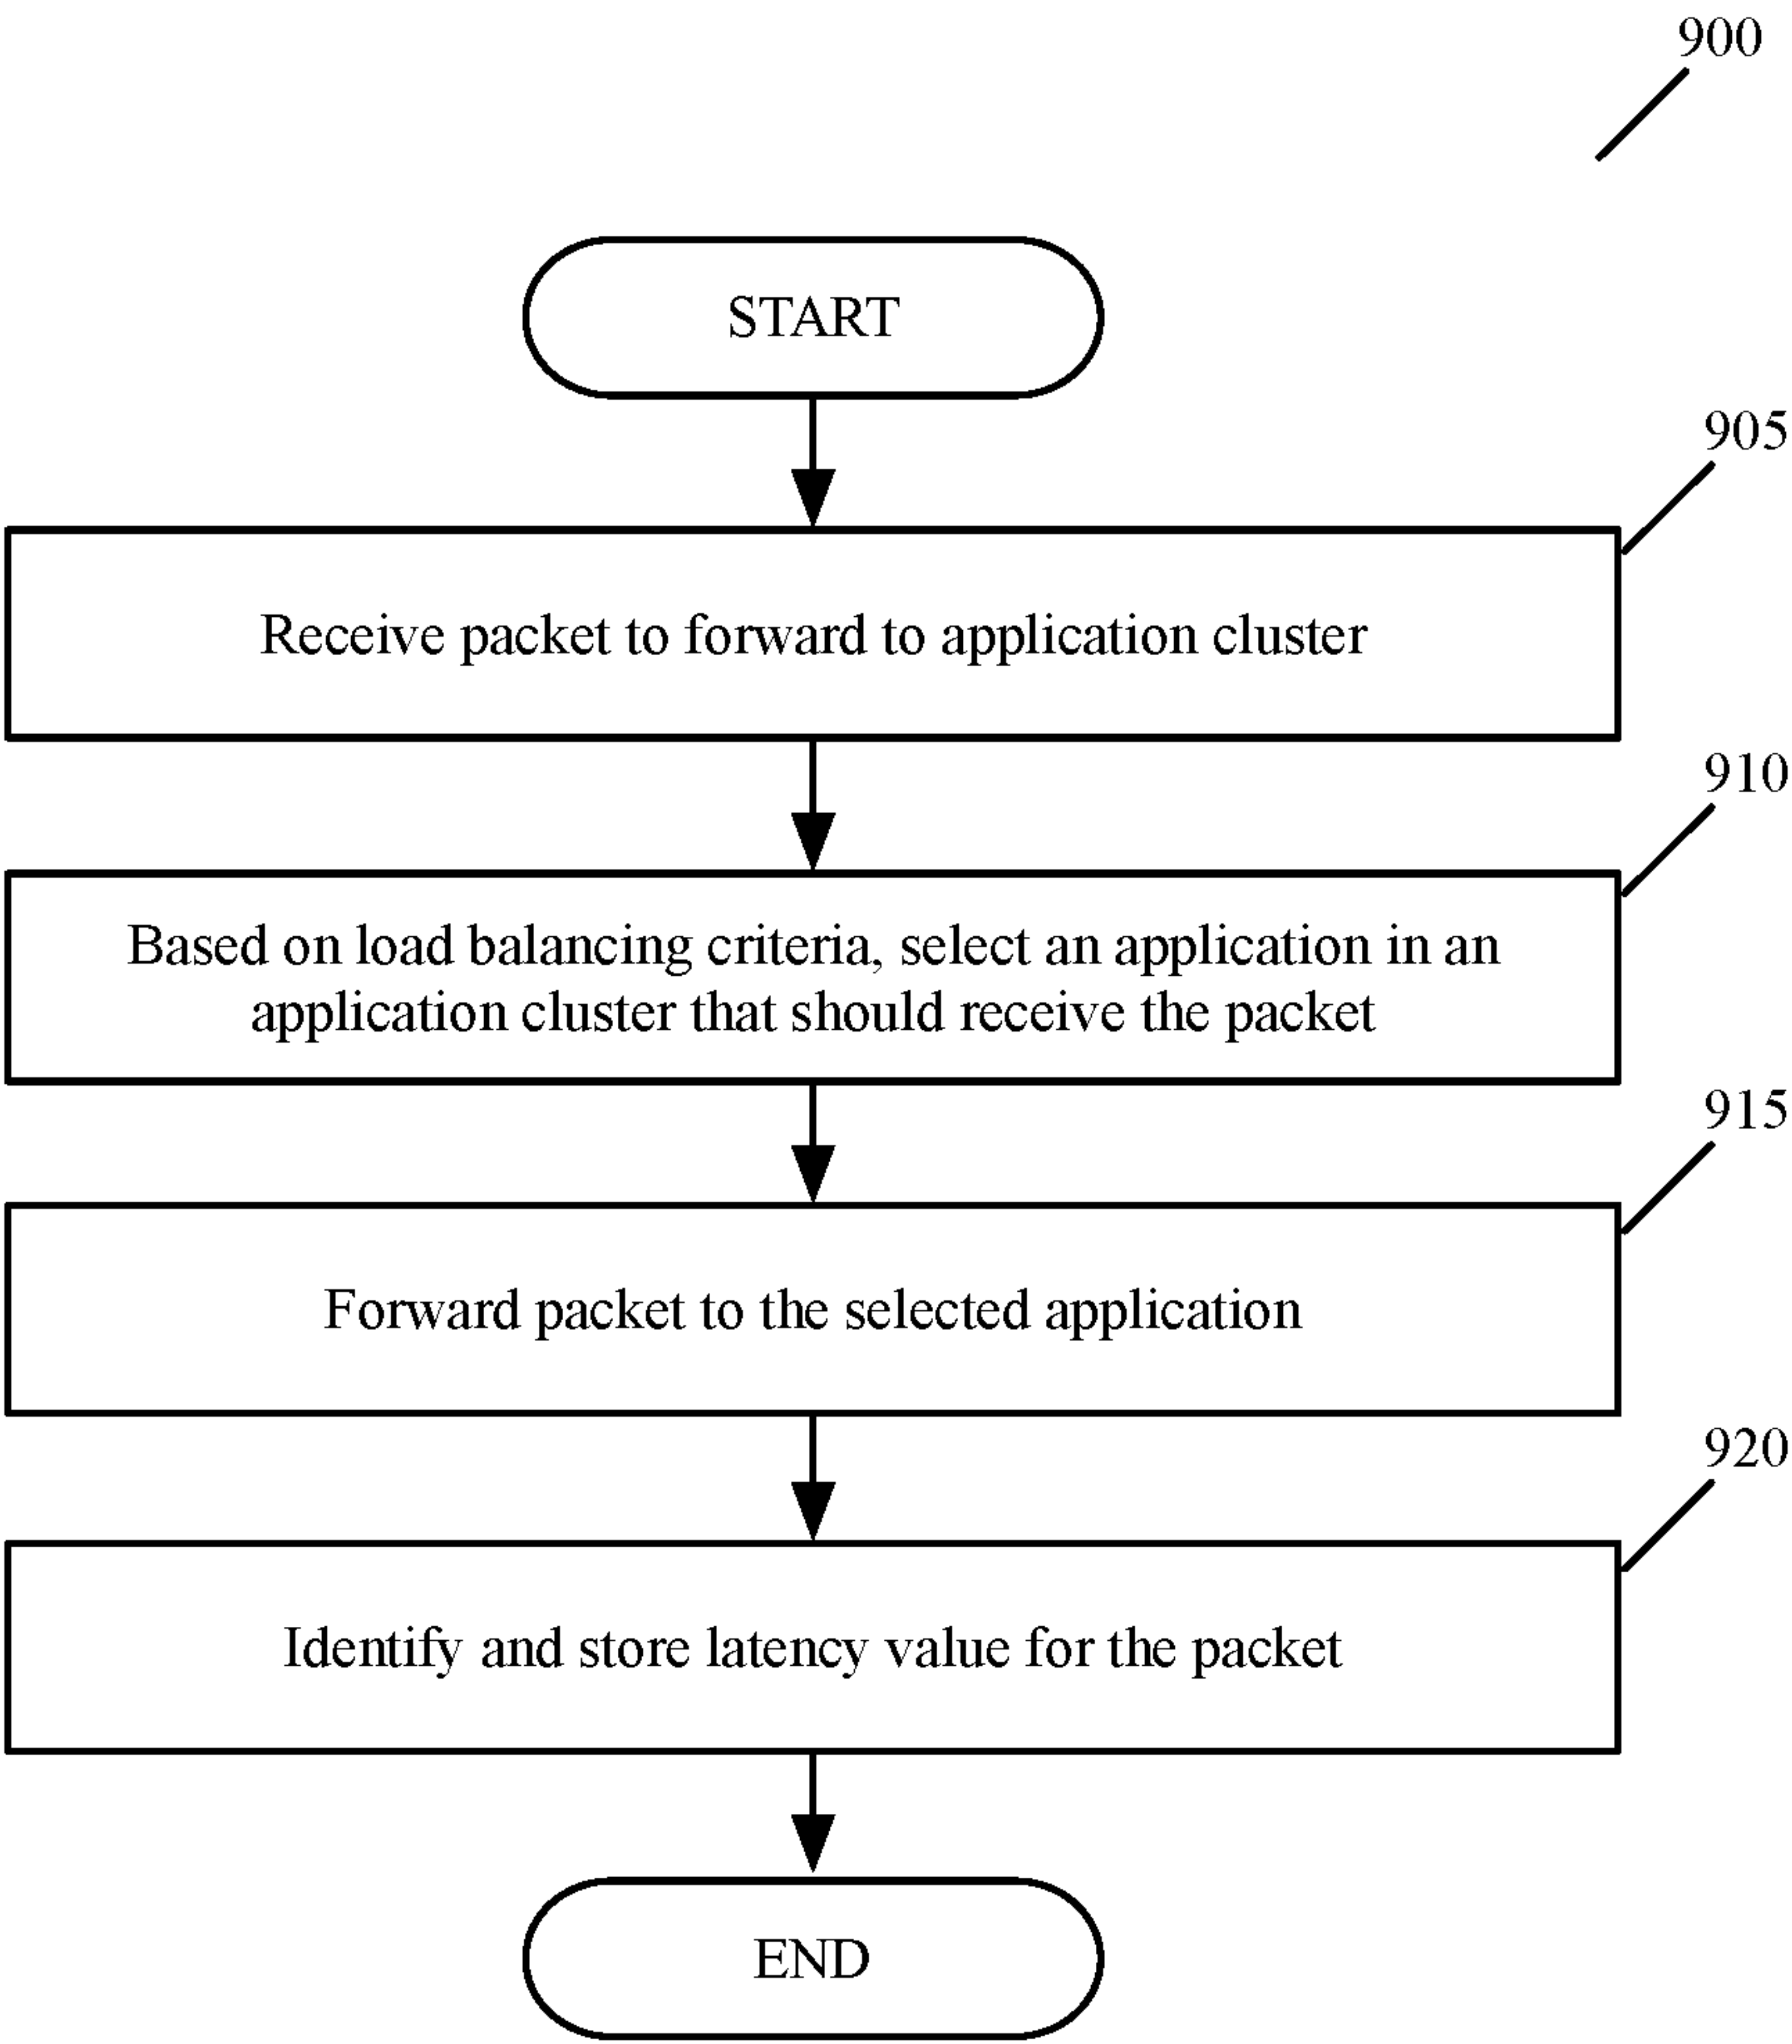 900
START
905
Receive packet to forward to application cluster
910
Based on load balancing criteria, select an application in an
application cluster that should receive the packet
915
Forward packet to the selected application
920
Identify and store latency value for the packet
END